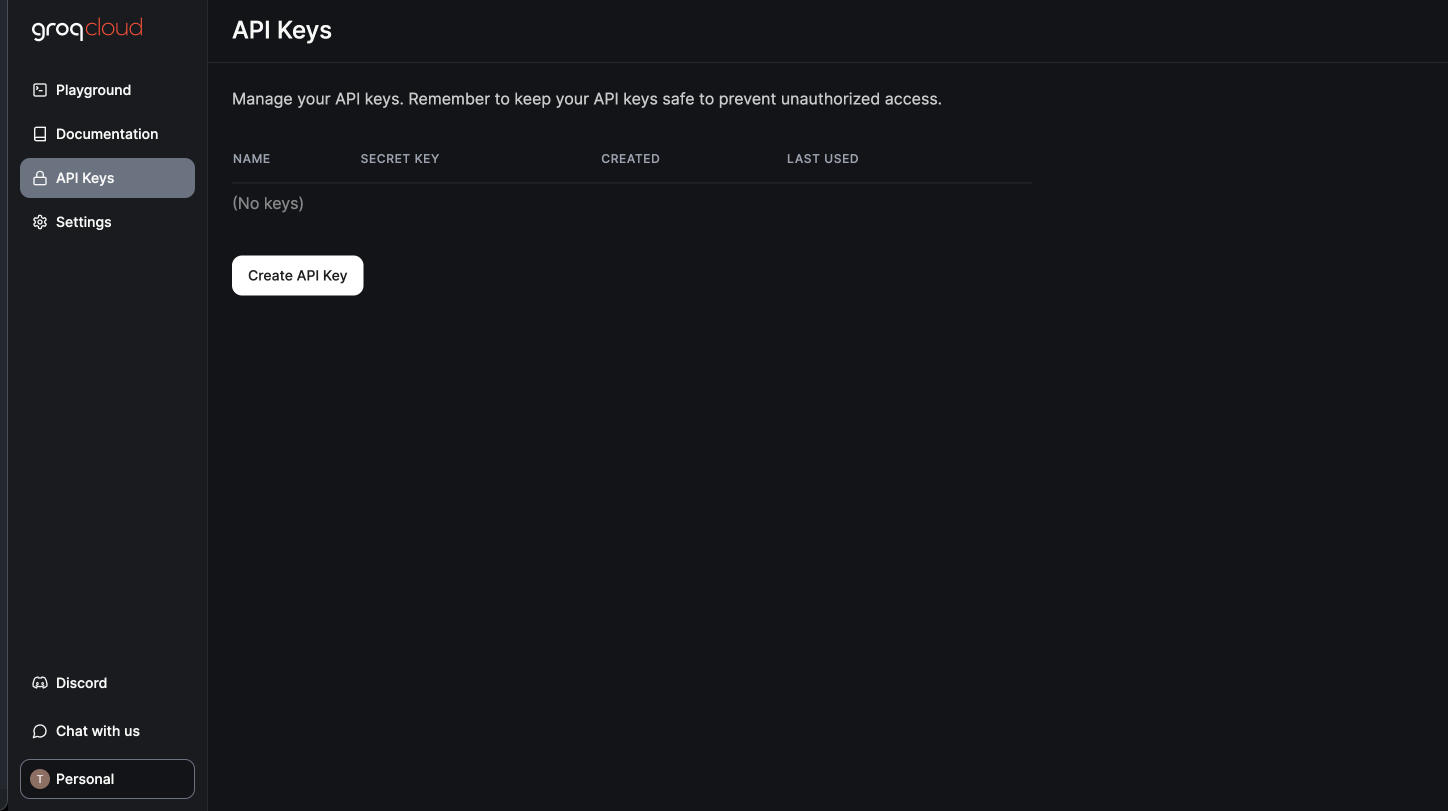 groqcloud
Playground
Documentation
API Keys
Settings
Discord
Chat with us
T Personal
API Keys
Manage your API keys. Remember to keep your API keys safe to prevent unauthorized access.
NAME SECRET KEY CREATED LAST USED
(No keys)
Create API Key